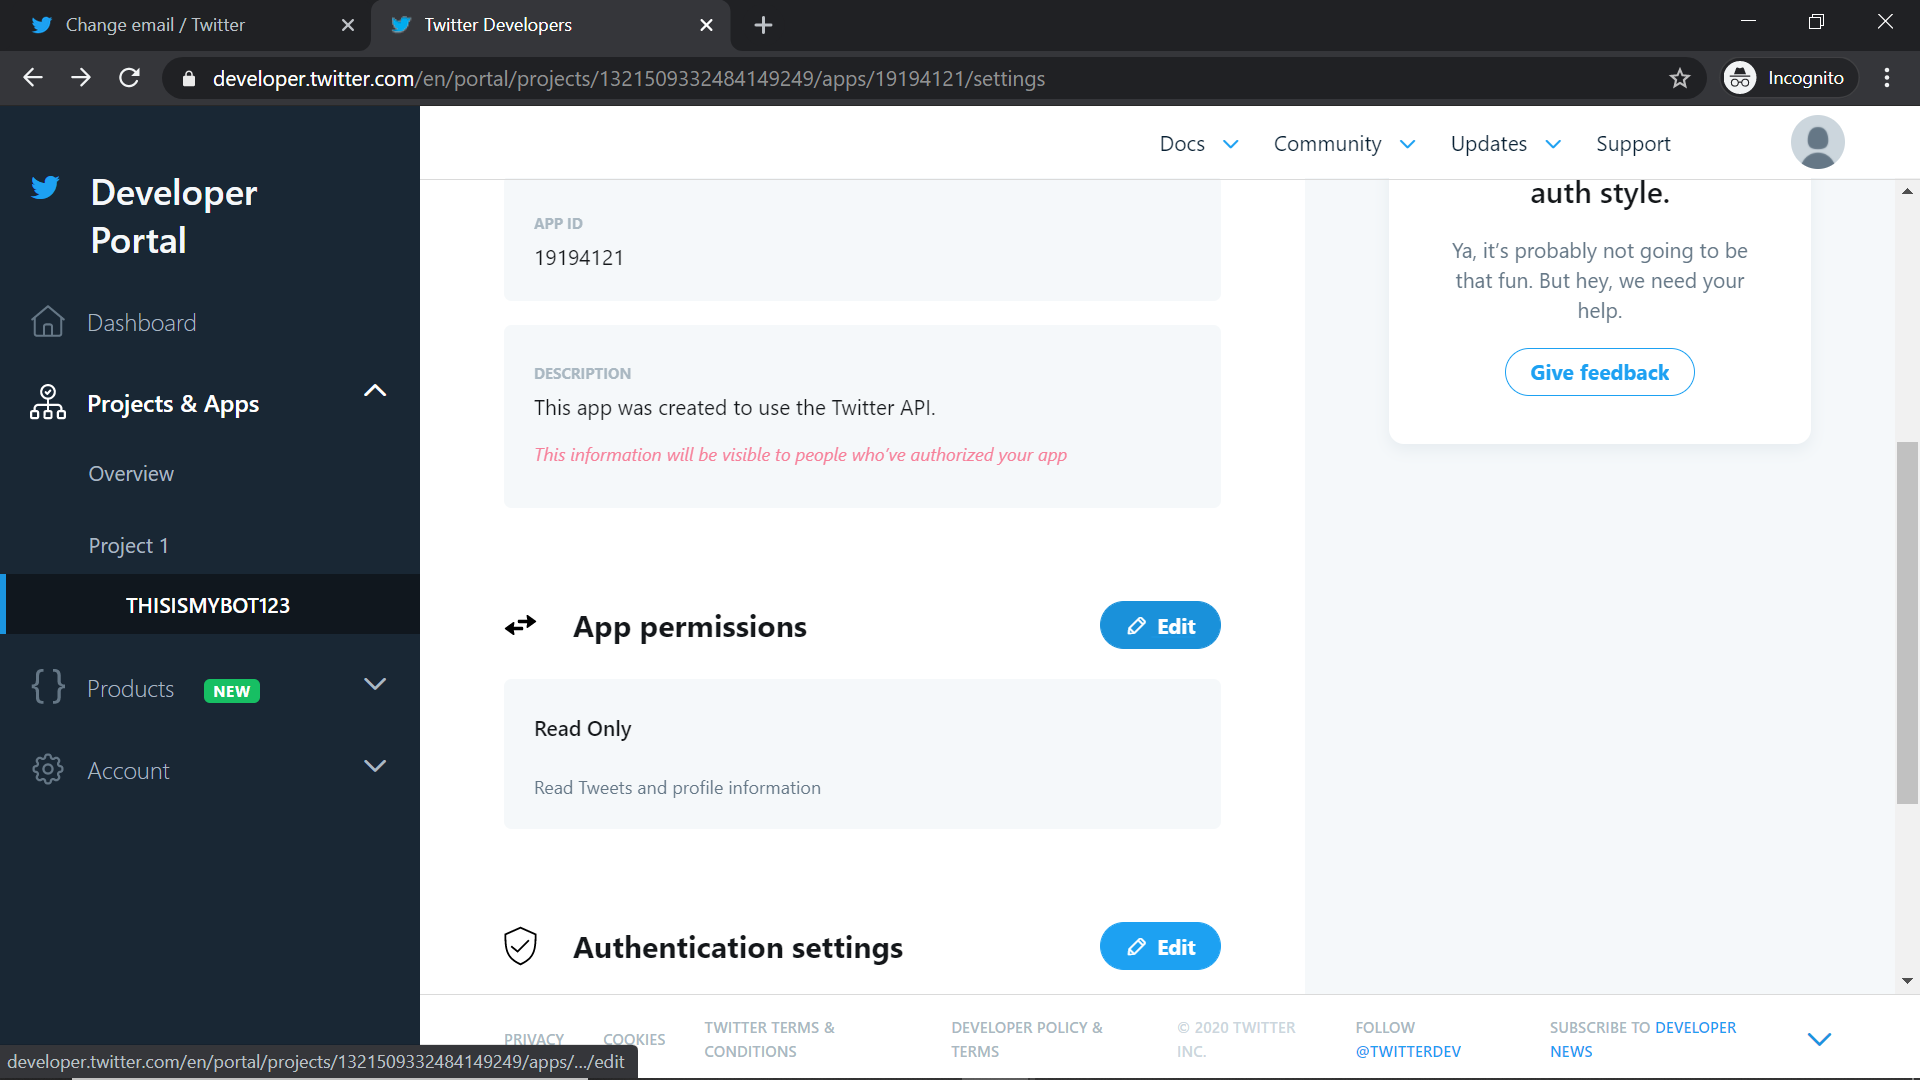 Change email / Twitter
Twitter Developers
developer.twitter.com/en/portal/projects/1321509332484149249/apps/19194121/settings
Incognito
Developer
Portal
Dashboard
Projects & Apps
Overview
Project 1
THISISMYBOT123
Products NEW
Account
Docs
Community
Updates
Support
APP ID
19194121
DESCRIPTION
This app was created to use the Twitter API.
This information will be visible to people who've authorized your app
App permissions
Edit
Read Only
Read Tweets and profile information
Authentication settings
Edit
auth style.
Ya, it's probably not going to be
that fun. But hey, we need your
help.
Give feedback
PRIVACY
COOKIES
TWITTER TERMS &
CONDITIONS
DEVELOPER POLICY &
TERMS
© 2020 TWITTER
INC.
FOLLOW
@TWITTERDEV
SUBSCRIBE TO DEVELOPER
NEWS
developer.twitter.com/en/portal/projects/1321509332484149249/apps/.../edit